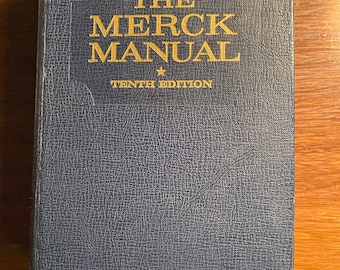 THE
MERCK
MANUAL
TENTH EDITION